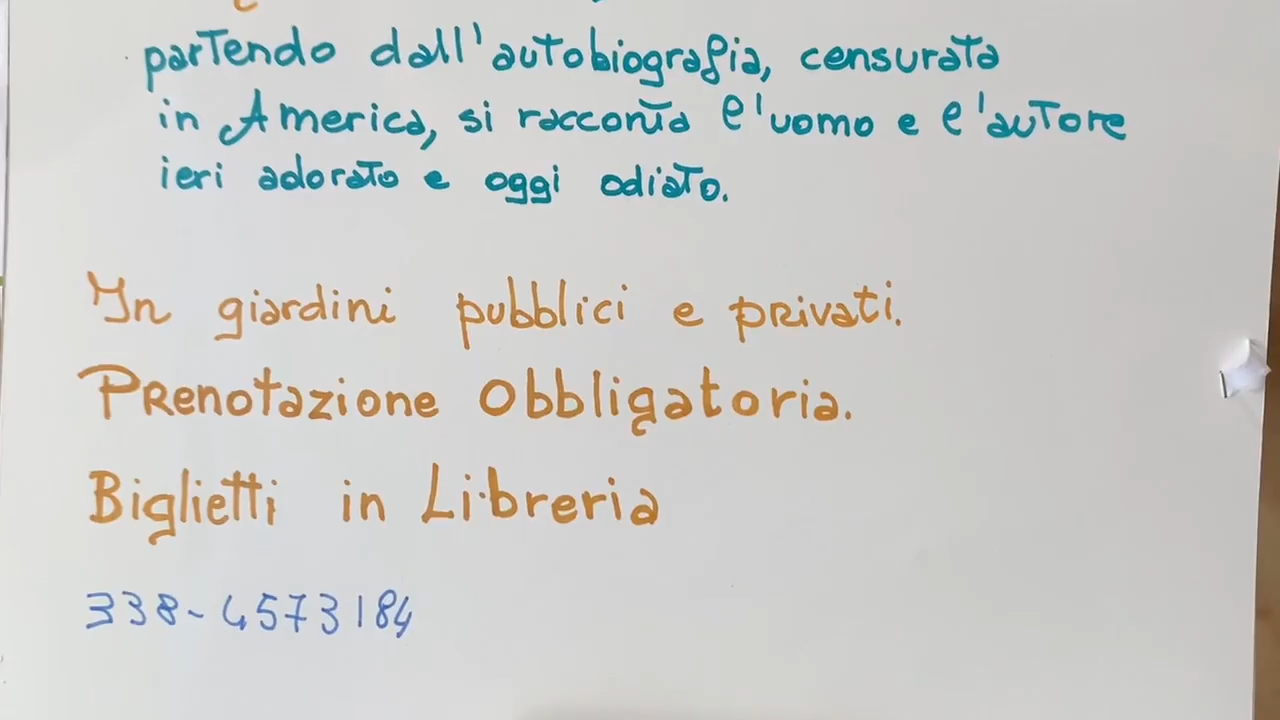 partendo dall'autobiografia, censurata
in America, si racconta l'uomo e l'autore
ieri adorato e oggi odiato.
In giardini pubblici e privati.
Prenotazione Obbligatoria.
Biglietti in Libreria
338-4573184